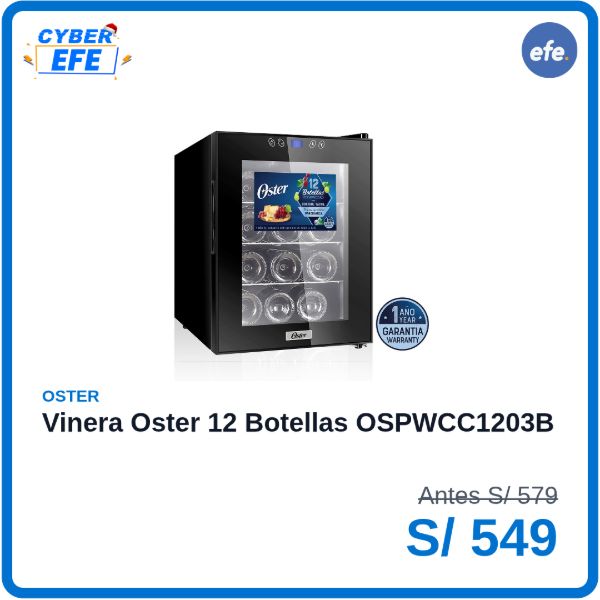 CYBER
EFE
efe.
Oster
12
Botellas
1 AÑO
YEAR
GARANTIA
WARRANTY
Oster
OSTER
Vinera Oster 12 Botellas OSPWCC1203B
Antes S/ 579
S/ 549